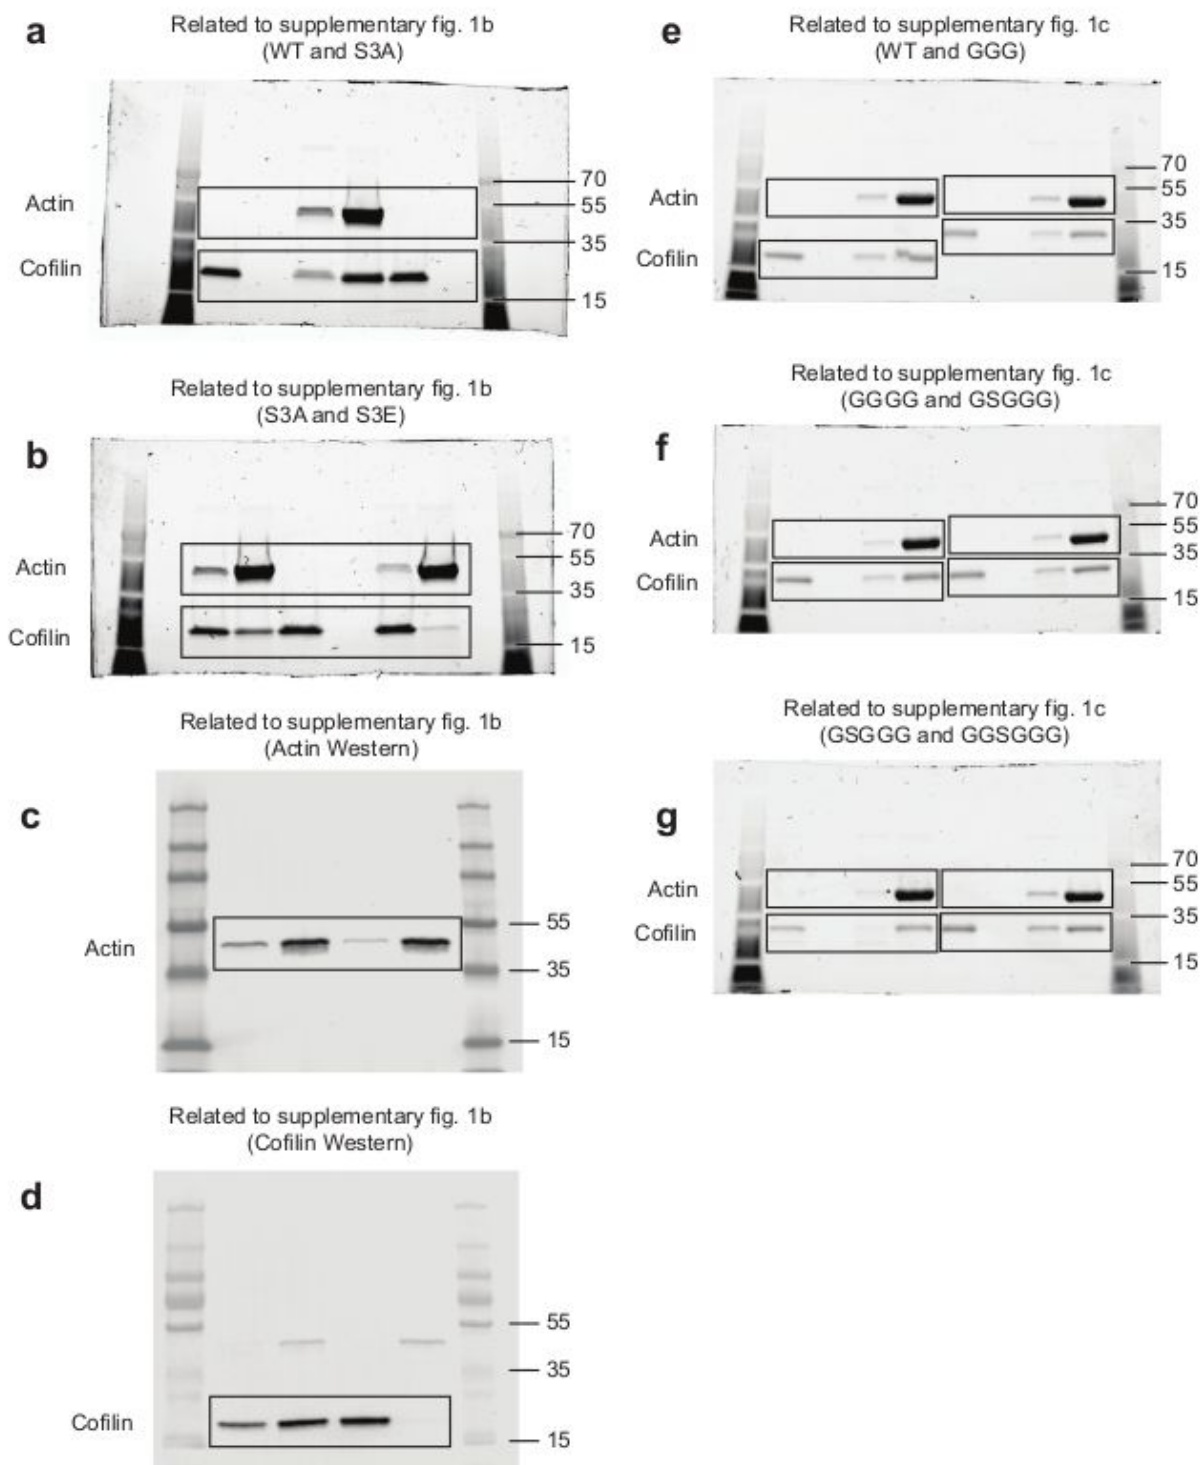 a
Related to supplementary fig. 1b
(WT and S3A)
Actin
Cofilin
70
55
35
15
b
Related to supplementary fig. 1b
(S3A and S3E)
Actin
Cofilin
70
55
35
15
c
Related to supplementary fig. 1b
(Actin Western)
Actin
55
35
15
d
Related to supplementary fig. 1b
(Cofilin Western)
Cofilin
55
35
15
e
Related to supplementary fig. 1c
(WT and GGG)
Actin
Cofilin
70
55
35
15
f
Related to supplementary fig. 1c
(GGGG and GSGGG)
Actin
Cofilin
70
55
35
15
g
Related to supplementary fig. 1c
(GSGGG and GGSGGG)
Actin
Cofilin
70
55
35
15